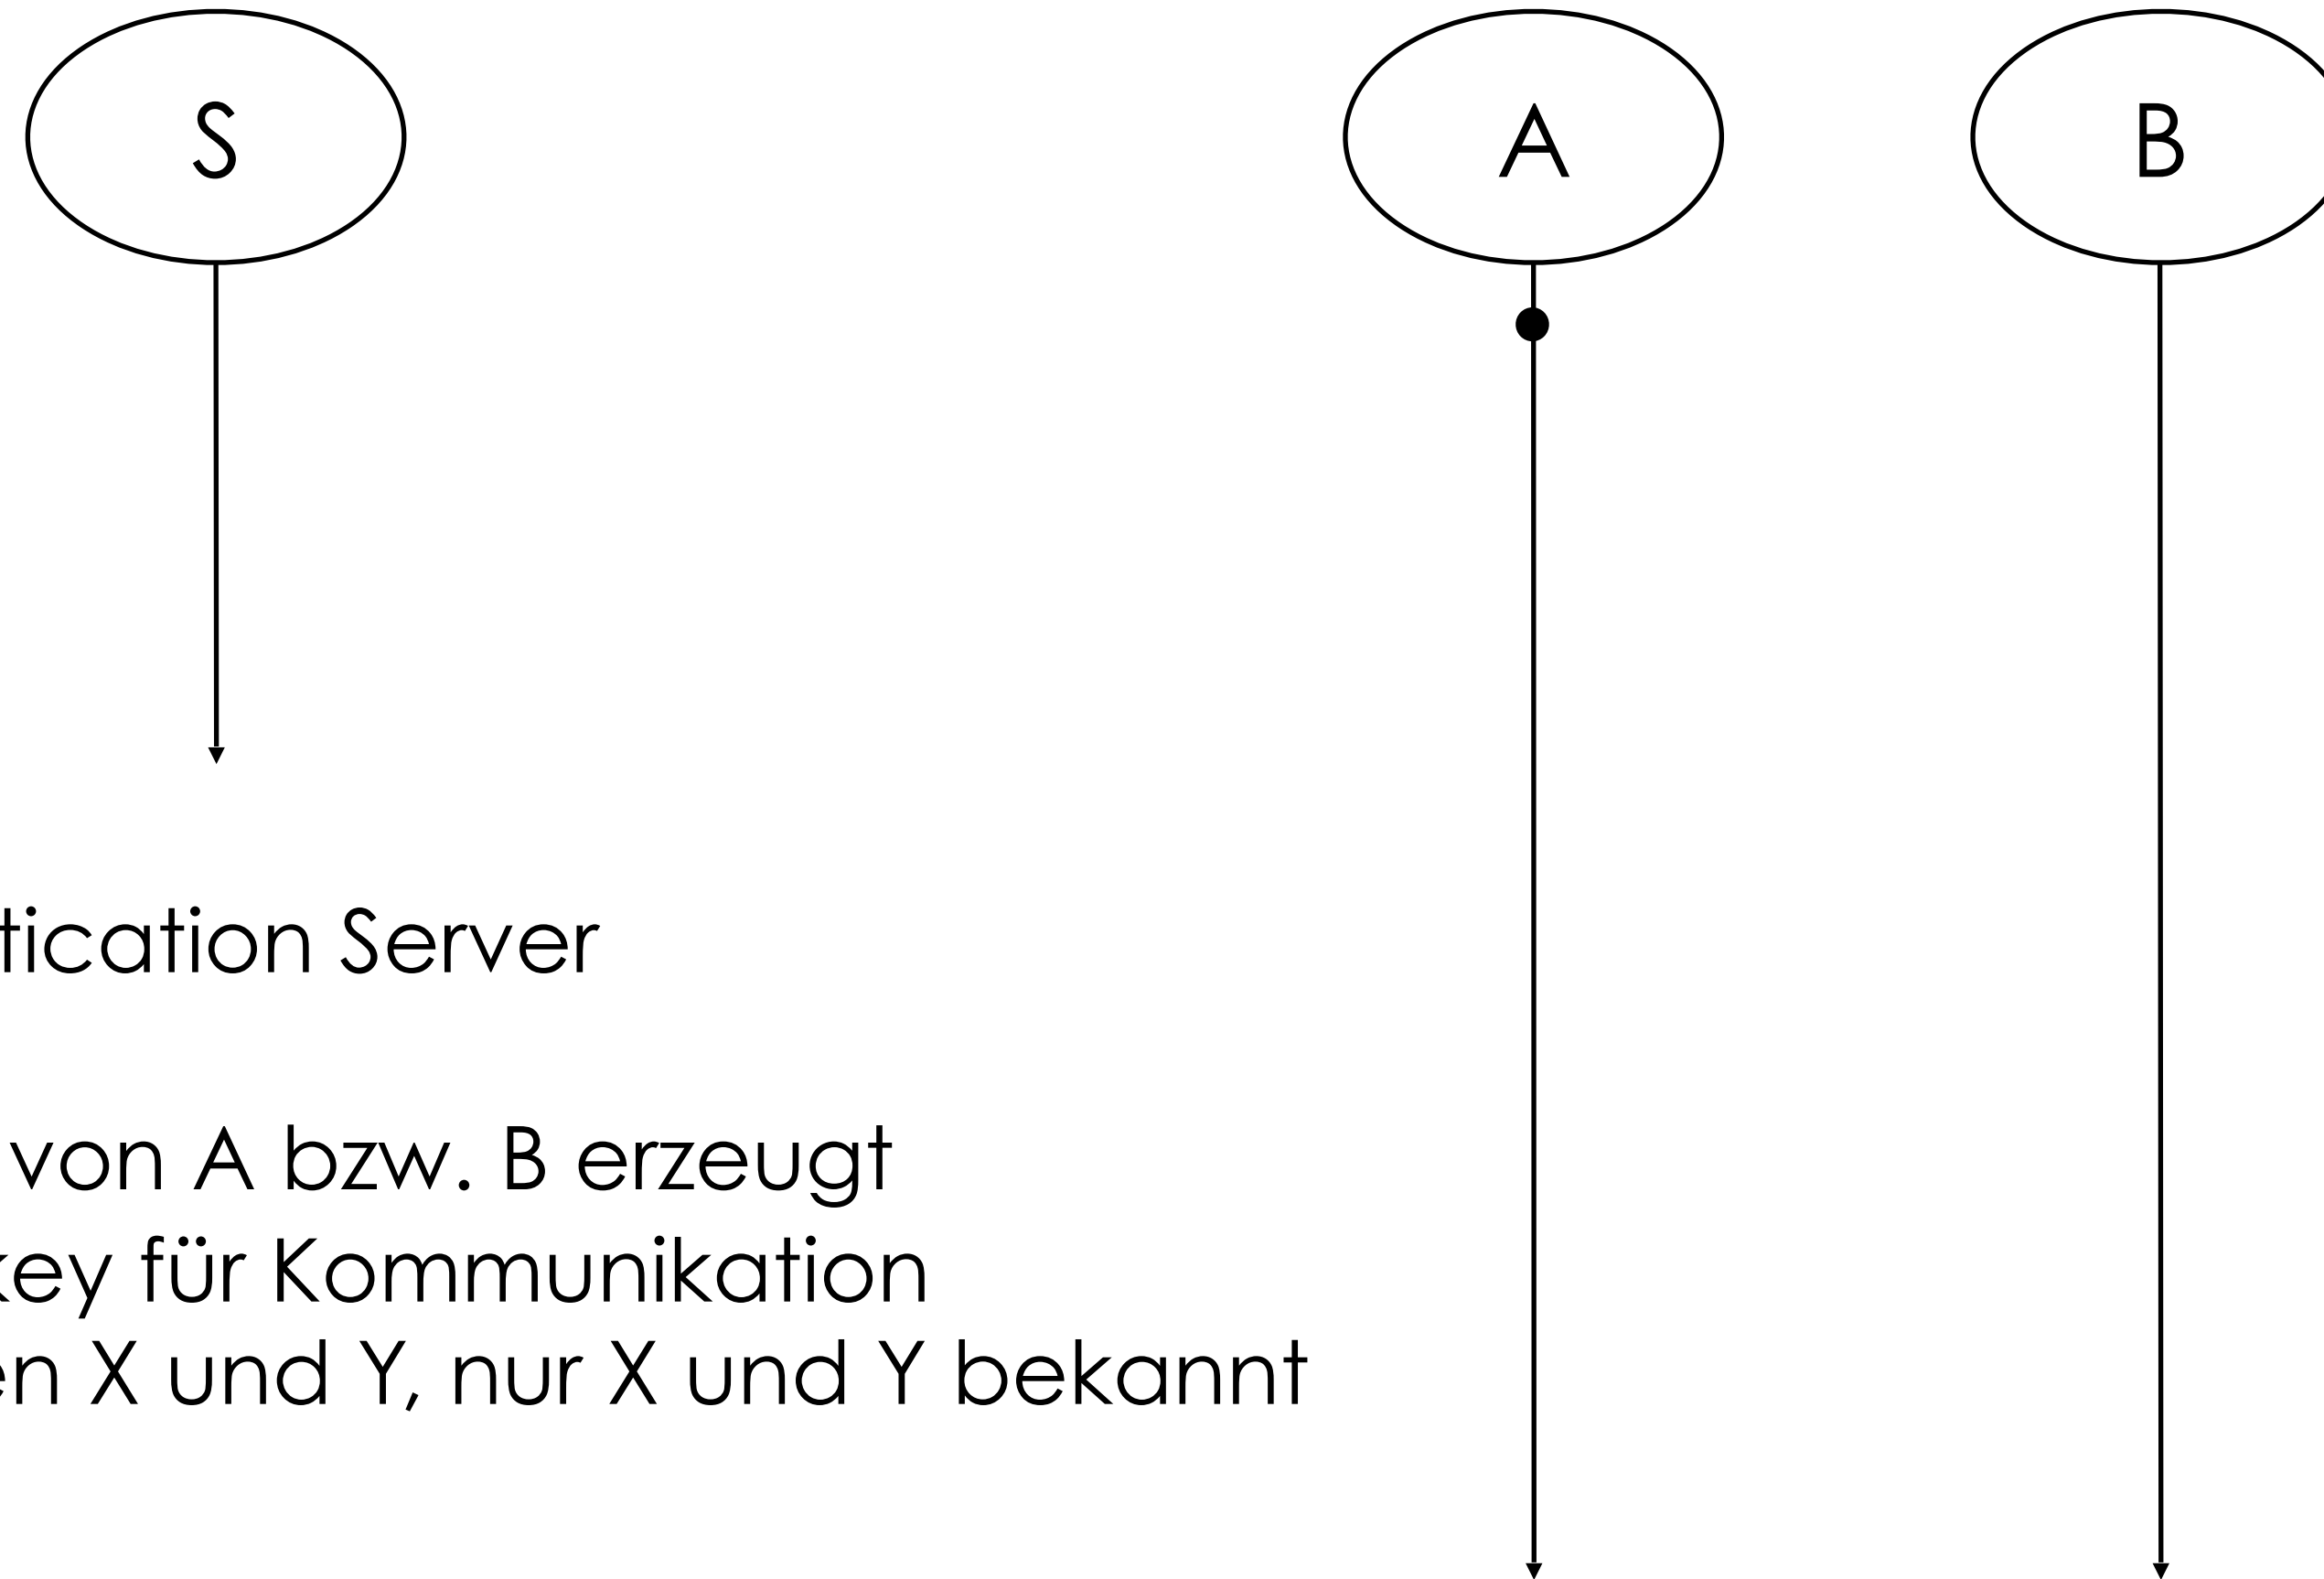 S A B
tication Server
von A bzw. B erzeugt
key für Kommunikation
en X und Y, nur X und Y bekannt